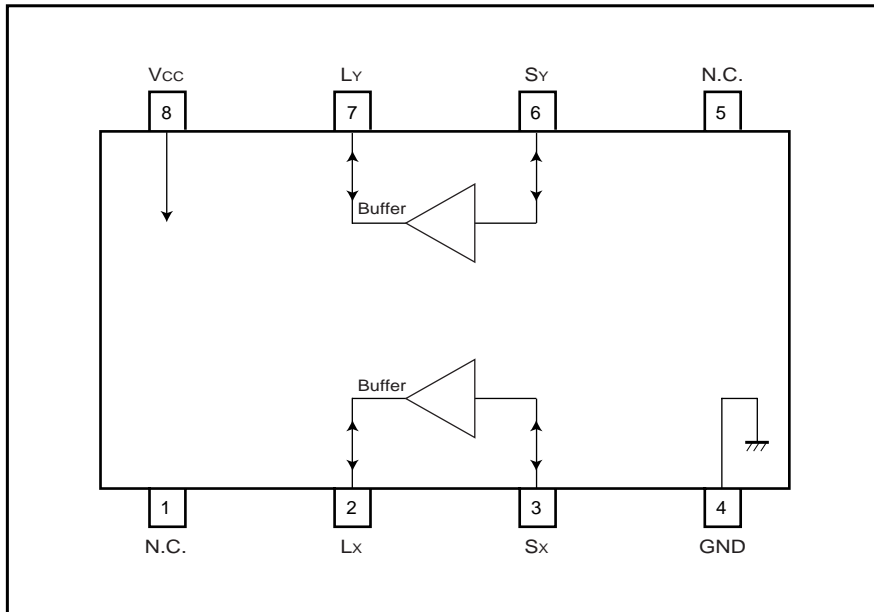 VCC LY SY N.C.
8 7 6 5
Buffer
Buffer
1 2 3 4
N.C. LX SX GND